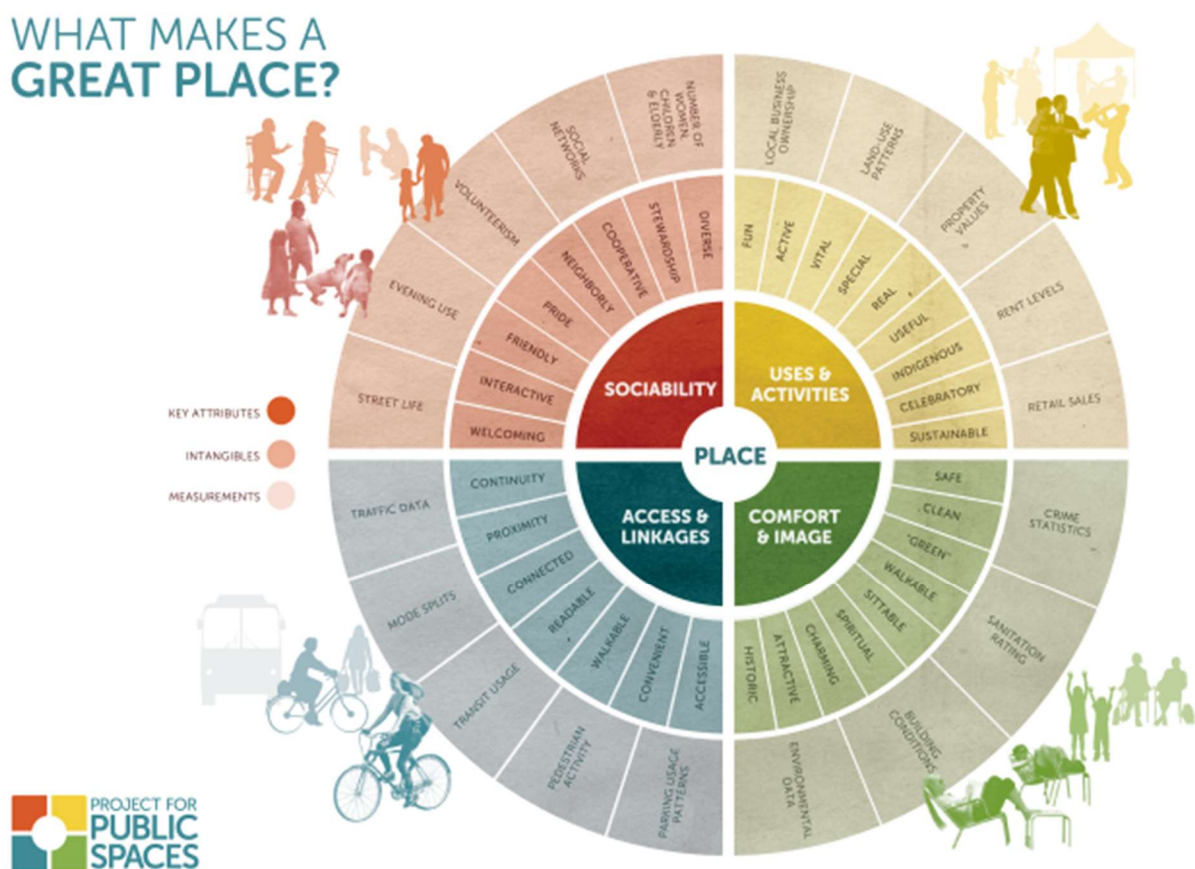 WHAT MAKES A
GREAT PLACE?
NUMBER OF
WOMEN,
CHILDREN
& ELDERLY
SOCIAL
NETWORKS
VOLUNTEERISM
EVENING USE
STREET LIFE
LOCAL BUSINESS
OWNERSHIP
LAND-USE
PATTERNS
PROPERTY
VALUES
RENT LEVELS
RETAIL SALES
DIVERSE
STEWARDSHIP
COOPERATIVE
NEIGHBORLY
PRIDE
FRIENDLY
INTERACTIVE
WELCOMING
FUN
ACTIVE
VITAL
SPECIAL
REAL
USEFUL
INDIGENOUS
CELEBRATORY
SUSTAINABLE
SOCIABILITY
USES &
ACTIVITIES
PLACE
ACCESS &
LINKAGES
COMFORT
& IMAGE
KEY ATTRIBUTES
INTANGIBLES
MEASUREMENTS
CONTINUITY
PROXIMITY
CONNECTED
READABLE
WALKABLE
CONVENIENT
ACCESSIBLE
SAFE
CLEAN
"GREEN"
WALKABLE
SITTABLE
SPIRITUAL
CHARMING
ATTRACTIVE
HISTORIC
TRAFFIC DATA
MODE SPLITS
TRANSIT USAGE
PEDESTRIAN
ACTIVITY
PARKING USAGE
PATTERNS
CRIME
STATISTICS
SANITATION
RATING
BUILDING
CONDITIONS
ENVIRONMENTAL
DATA
PROJECT FOR
PUBLIC
SPACES